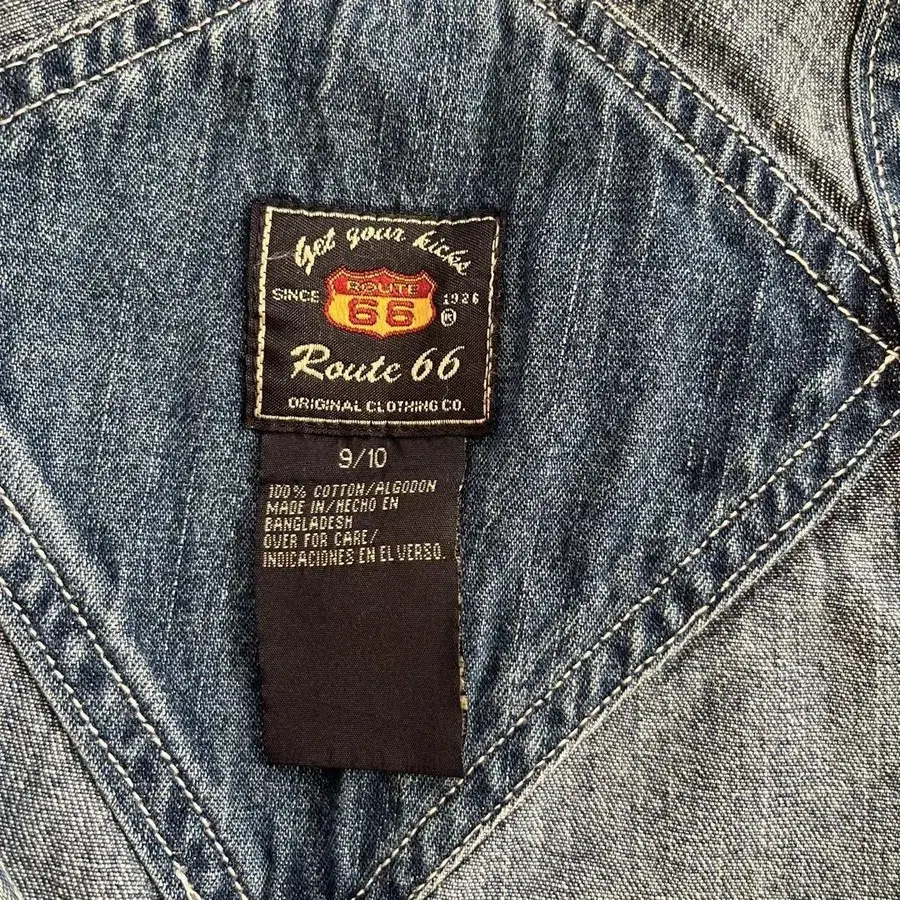 Get your kicks
SINCE ROUTE 1926
66 ®
Route 66
ORIGINAL CLOTHING CO.
9/10
100% COTTON/ALGODON
MADE IN/HECHO EN
BANGLADESH
OVER FOR CARE/
INDICACIONES EN EL VERSO.